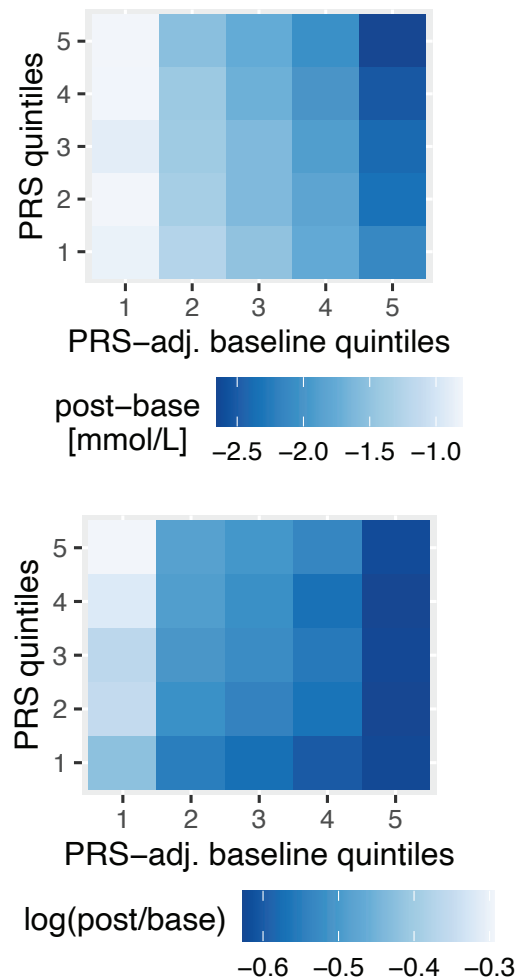 PRS quintiles
5
4
3
2
1
1 2 3 4 5
PRS−adj. baseline quintiles
post−base
[mmol/L]
−2.5 −2.0 −1.5 −1.0
PRS quintiles
5
4
3
2
1
1 2 3 4 5
PRS−adj. baseline quintiles
log(post/base)
−0.6 −0.5 −0.4 −0.3